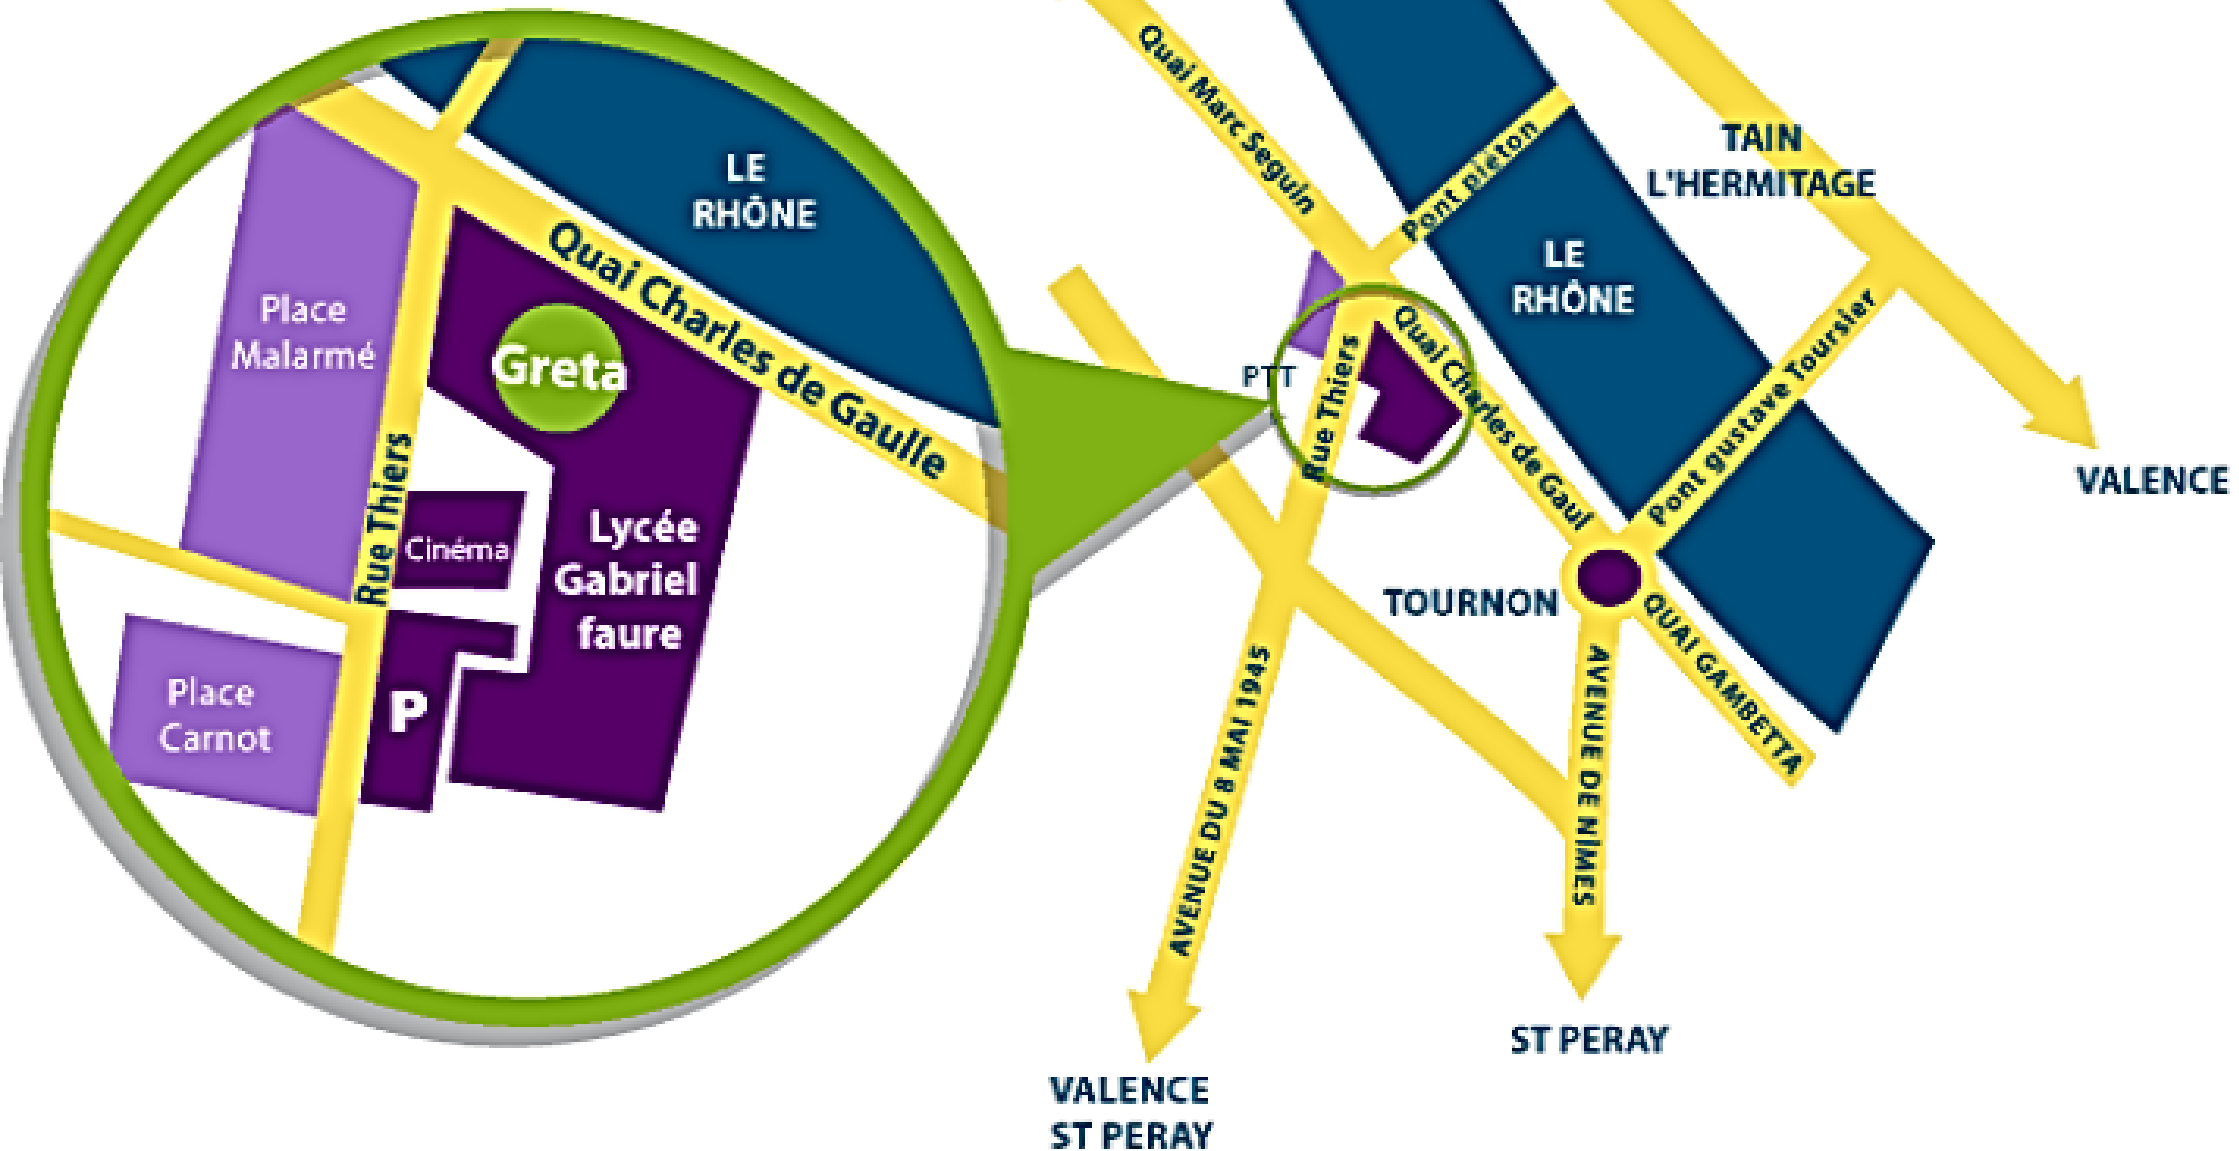 LE
RHÔNE
Quai Charles de Gaulle
Place
Malarmé
Greta
Rue Thiers
Cinéma
Lycée
Gabriel
faure
Place
Carnot
P
Quai Marc Seguin
Pont pieton
TAIN
L'HERMITAGE
LE
RHÔNE
PTT
Rue Thiers
Quai Charles de Gaul
Pont gustave Toursier
VALENCE
TOURNON
QUAI GAMBETTA
AVENUE DU 8 MAI 1945
AVENUE DE NÎMES
ST PERAY
VALENCE
ST PERAY